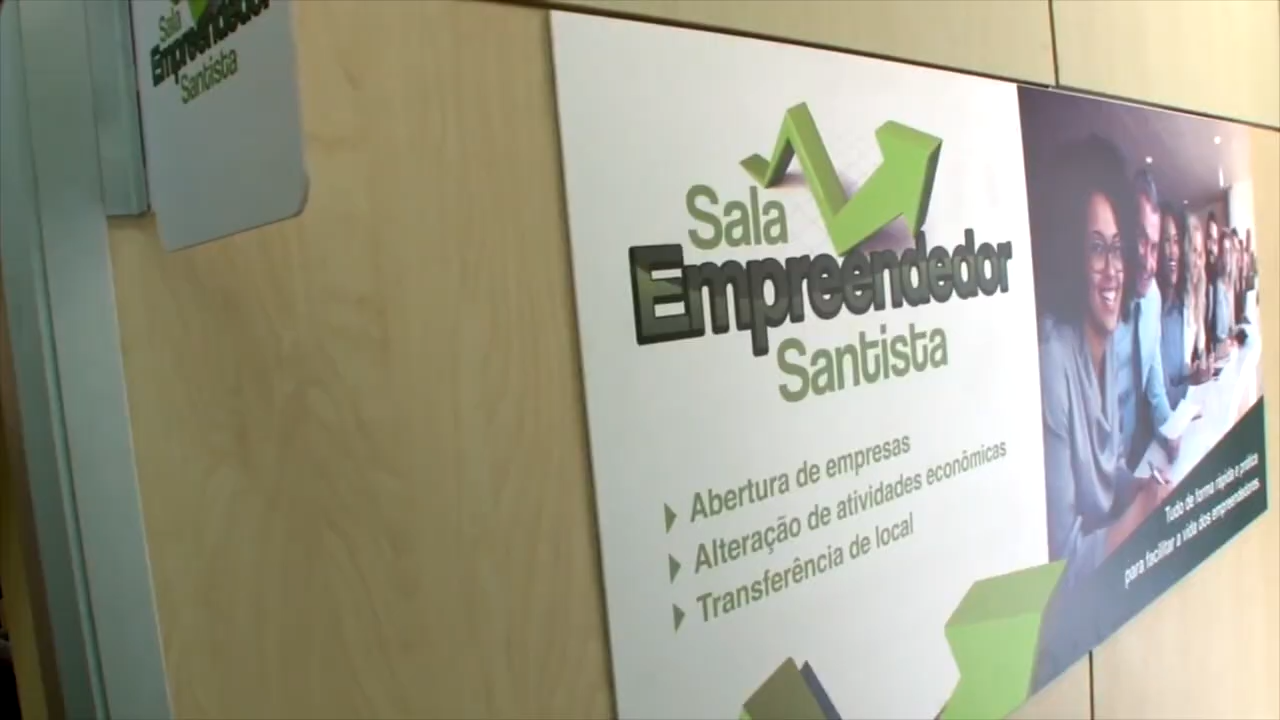 Sala
Empreendedor
Santista
Sala
Empreendedor
Santista
Abertura de empresas
Alteração de atividades econômicas
Transferência de local
Tudo de forma rápida e prática
para facilitar a vida dos empreendedores